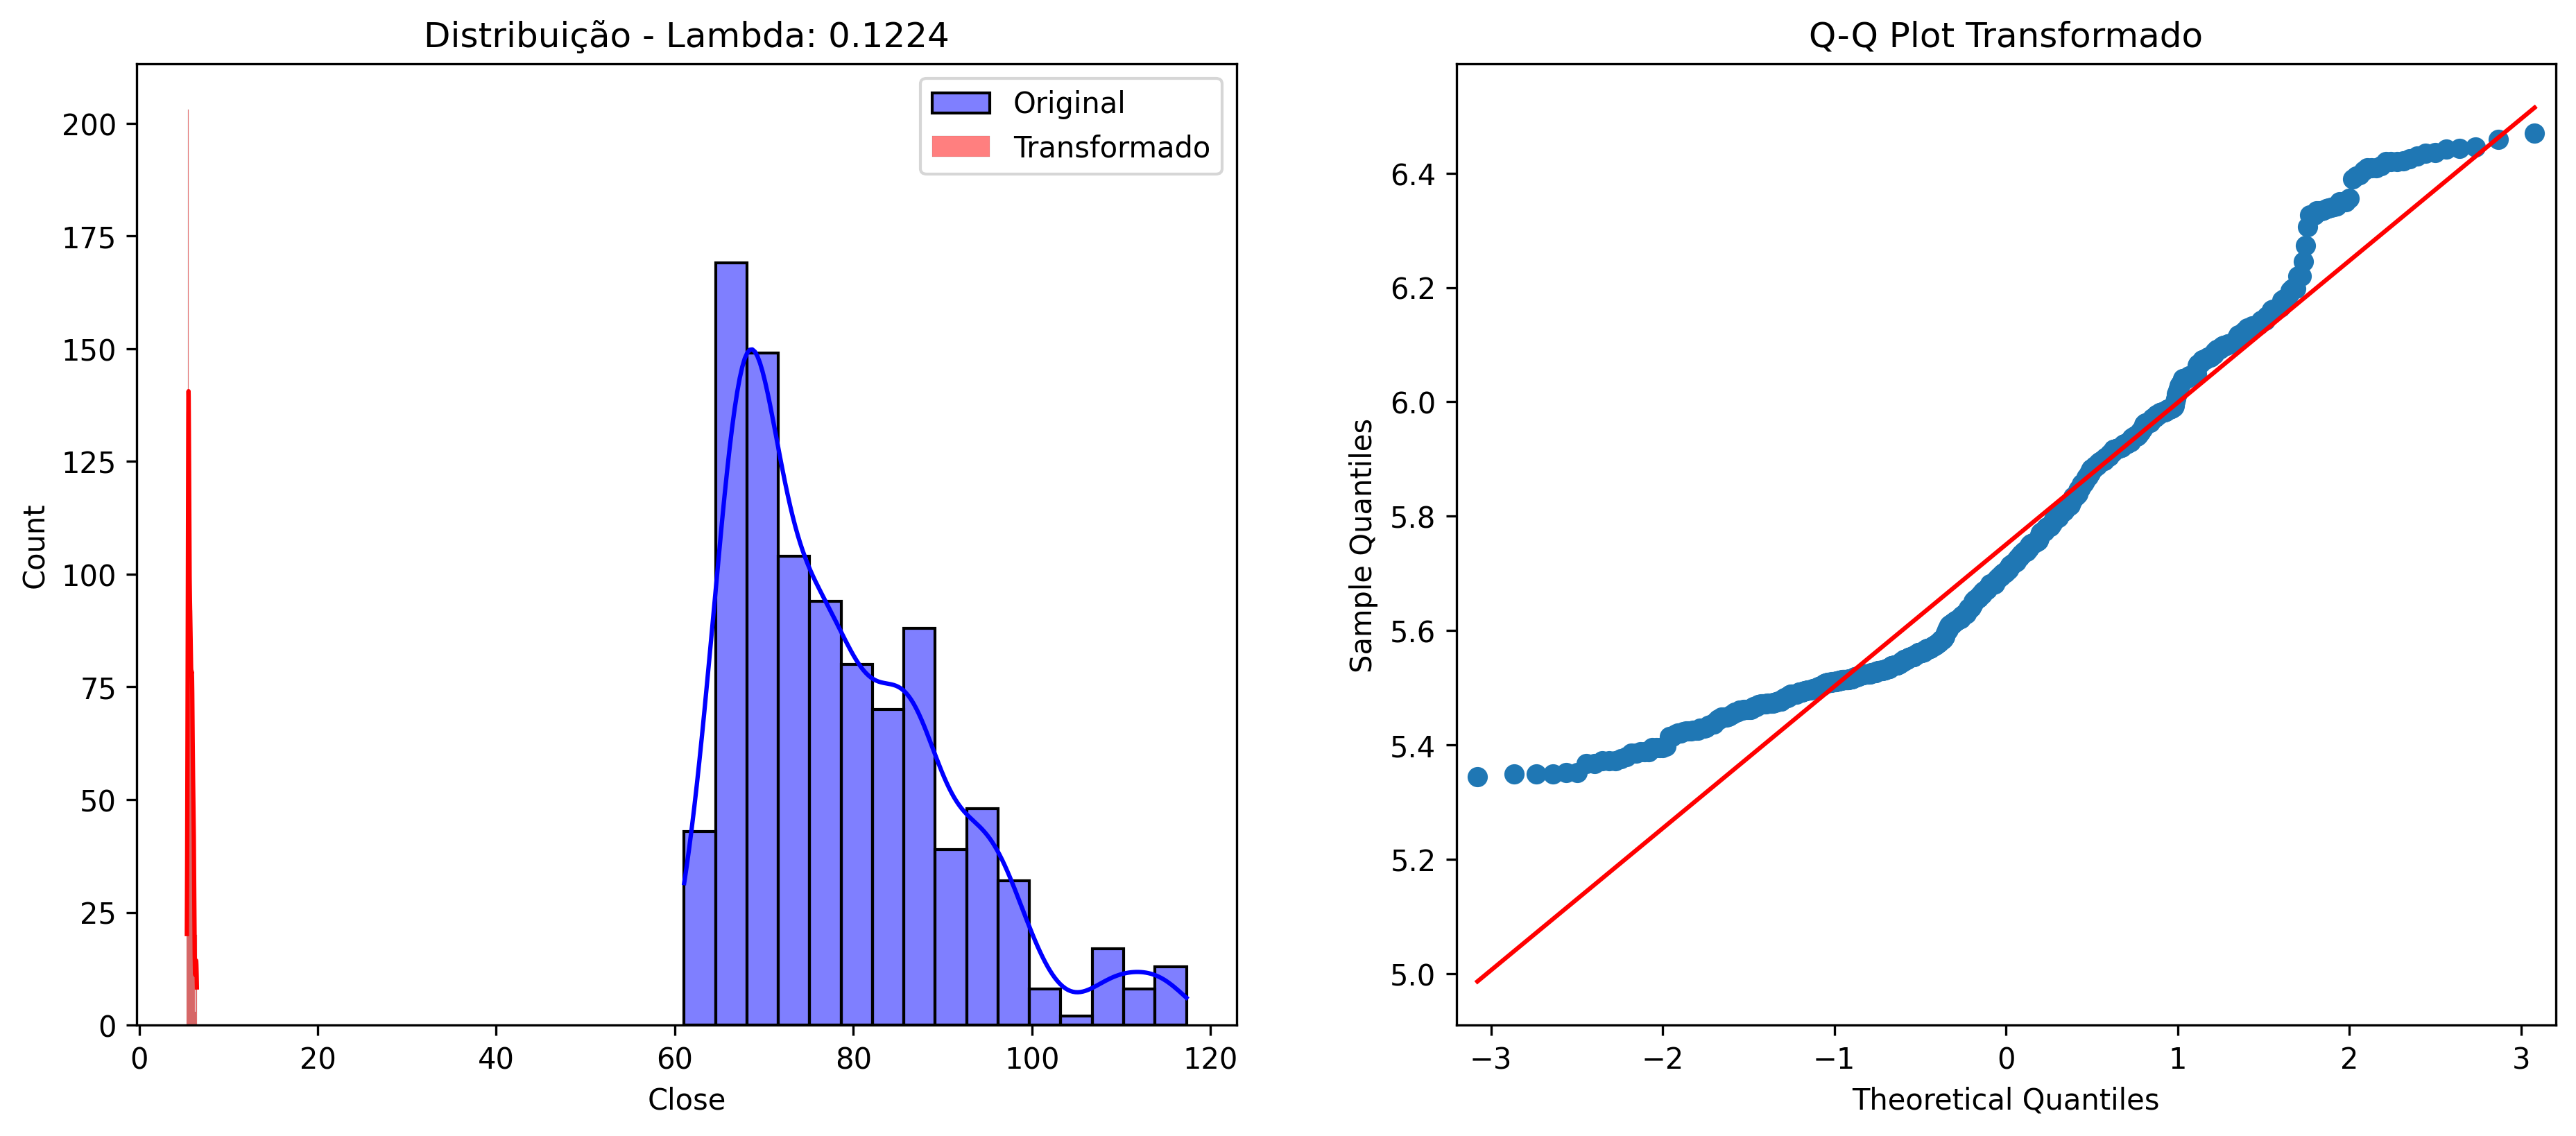 Distribuição - Lambda: 0.1224
Original
Transformado
200
175
150
125
100
75
50
25
0
Count
0 20 40 60 80 100 120
Close
Q-Q Plot Transformado
6.4
6.2
6.0
5.8
5.6
5.4
5.2
5.0
Sample Quantiles
−3 −2 −1 0 1 2 3
Theoretical Quantiles